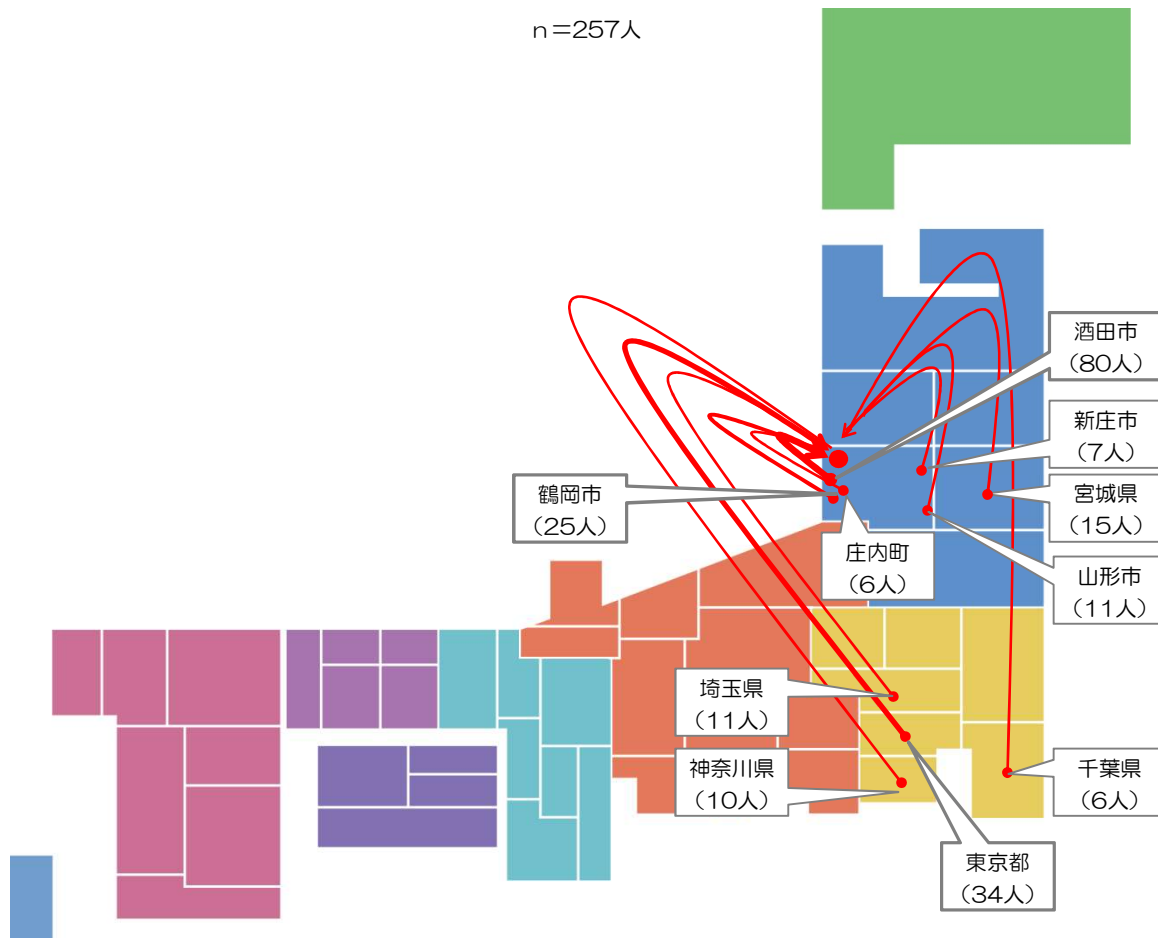 n＝257人
酒田市
（80人）
新庄市
（7人）
鶴岡市
（25人）
宮城県
（15人）
庄内町
（6人）
山形市
（11人）
埼玉県
（11人）
神奈川県
（10人）
千葉県
（6人）
東京都
（34人）